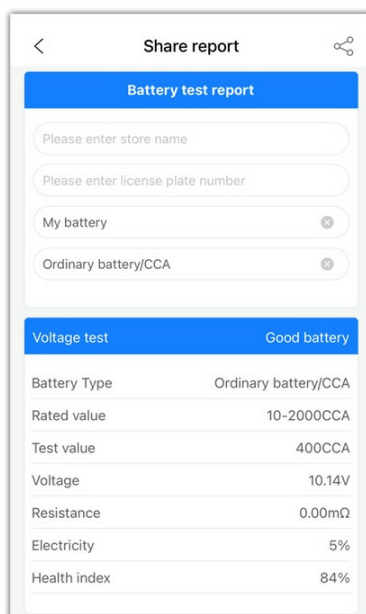 Share report
Battery test report
Please enter store name
Please enter license plate number
My battery
Ordinary battery/CCA
Voltage test Good battery
Battery Type Ordinary battery/CCA
Rated value 10-2000CCA
Test value 400CCA
Voltage 10.14V
Resistance 0.00mΩ
Electricity 5%
Health index 84%